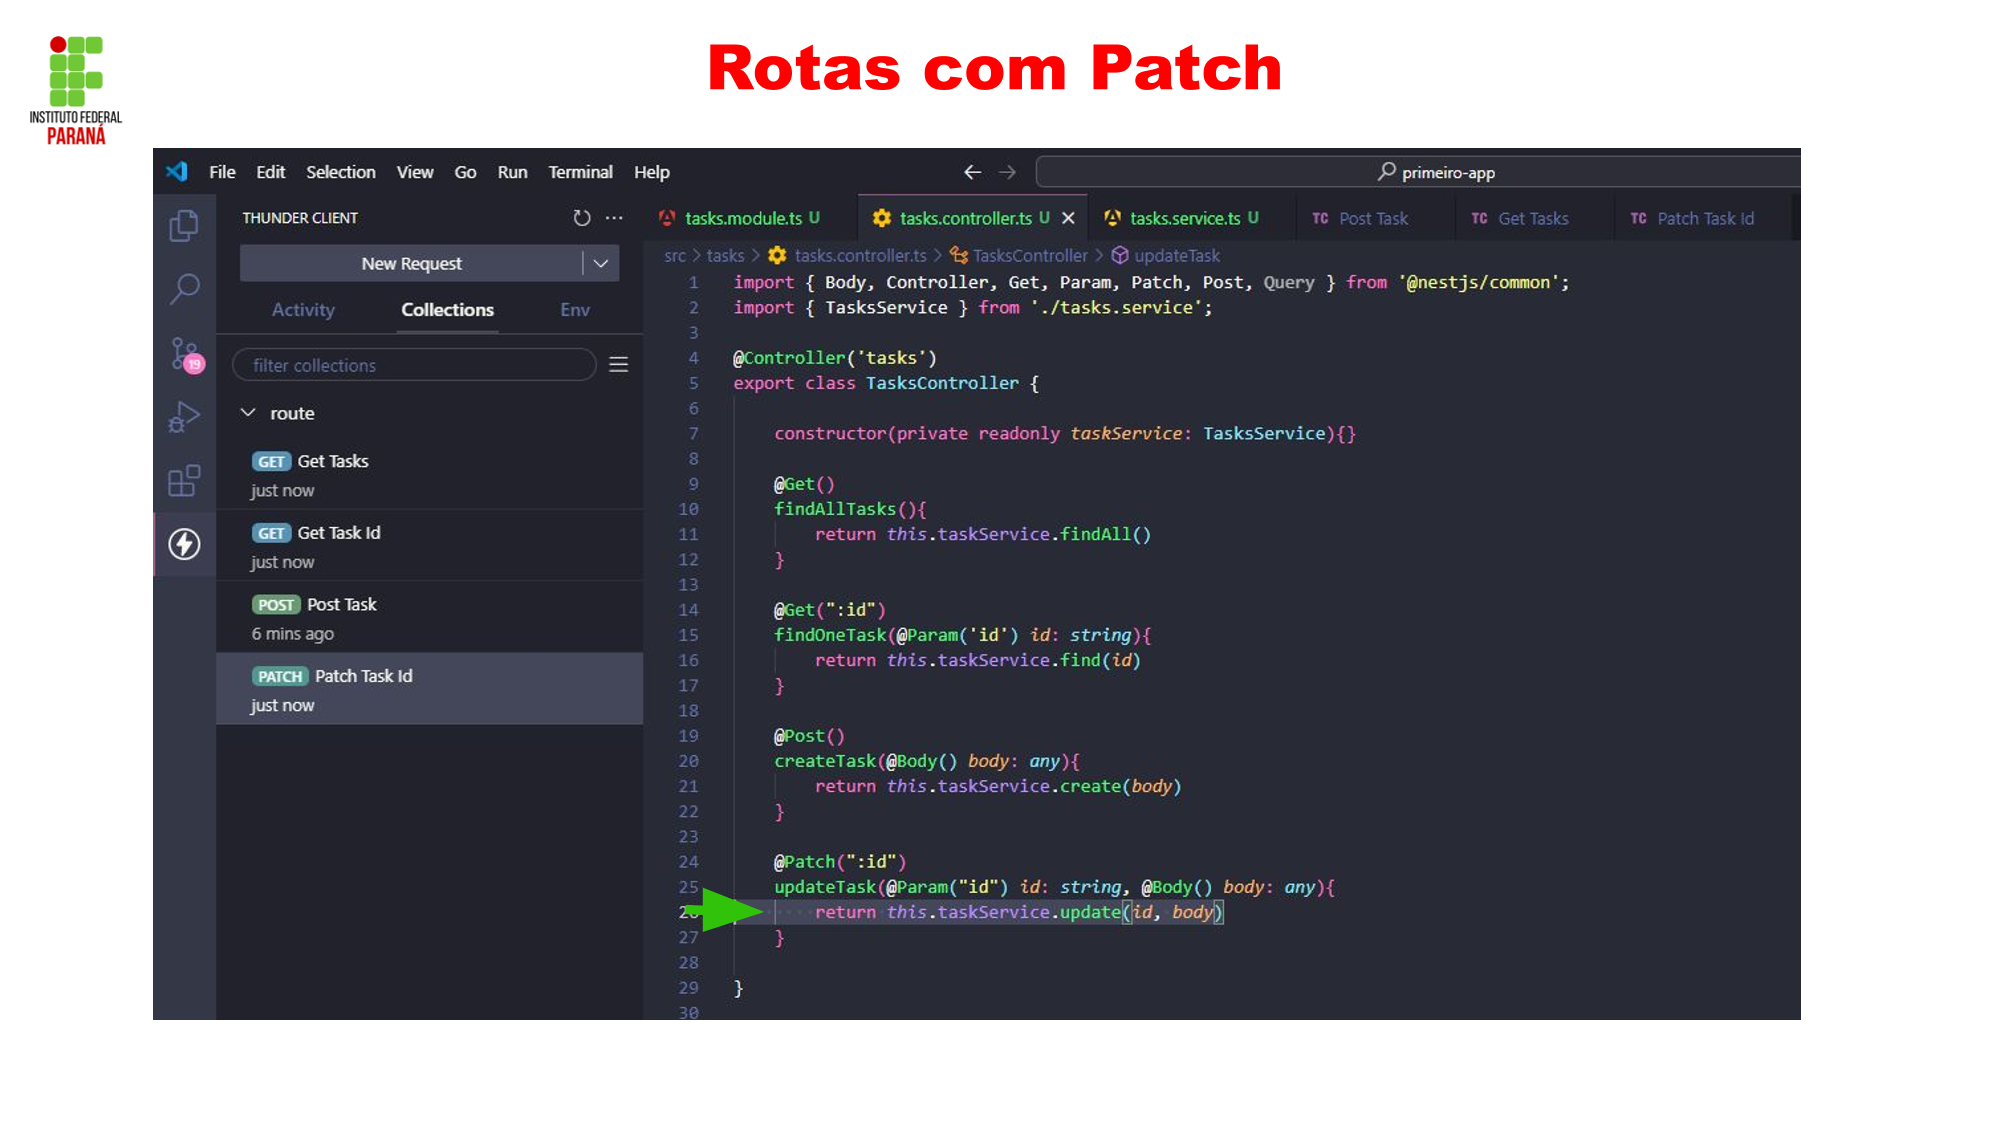 Rotas com Patch
INSTITUTO FEDERAL
PARANÁ
File Edit Selection View Go Run Terminal Help
primeiro-app
THUNDER CLIENT
New Request
Activity Collections Env
filter collections
19
route
GET Get Tasks
just now
GET Get Task Id
just now
POST Post Task
6 mins ago
PATCH Patch Task Id
just now
tasks.module.ts U tasks.controller.ts U tasks.service.ts U TC Post Task TC Get Tasks TC Patch Task Id
src > tasks > tasks.controller.ts > TasksController > updateTask
1 import { Body, Controller, Get, Param, Patch, Post, Query } from '@nestjs/common';
2 import { TasksService } from './tasks.service';
3
4 @Controller('tasks')
5 export class TasksController {
6
7 constructor(private readonly taskService: TasksService){}
8
9 @Get()
10 findAllTasks(){
11 return this.taskService.findAll()
12 }
13
14 @Get(":id")
15 findOneTask(@Param('id') id: string){
16 return this.taskService.find(id)
17 }
18
19 @Post()
20 createTask(@Body() body: any){
21 return this.taskService.create(body)
22 }
23
24 @Patch(":id")
25 updateTask(@Param("id") id: string, @Body() body: any){
26 return this.taskService.update(id, body)
27 }
28
29 }
30